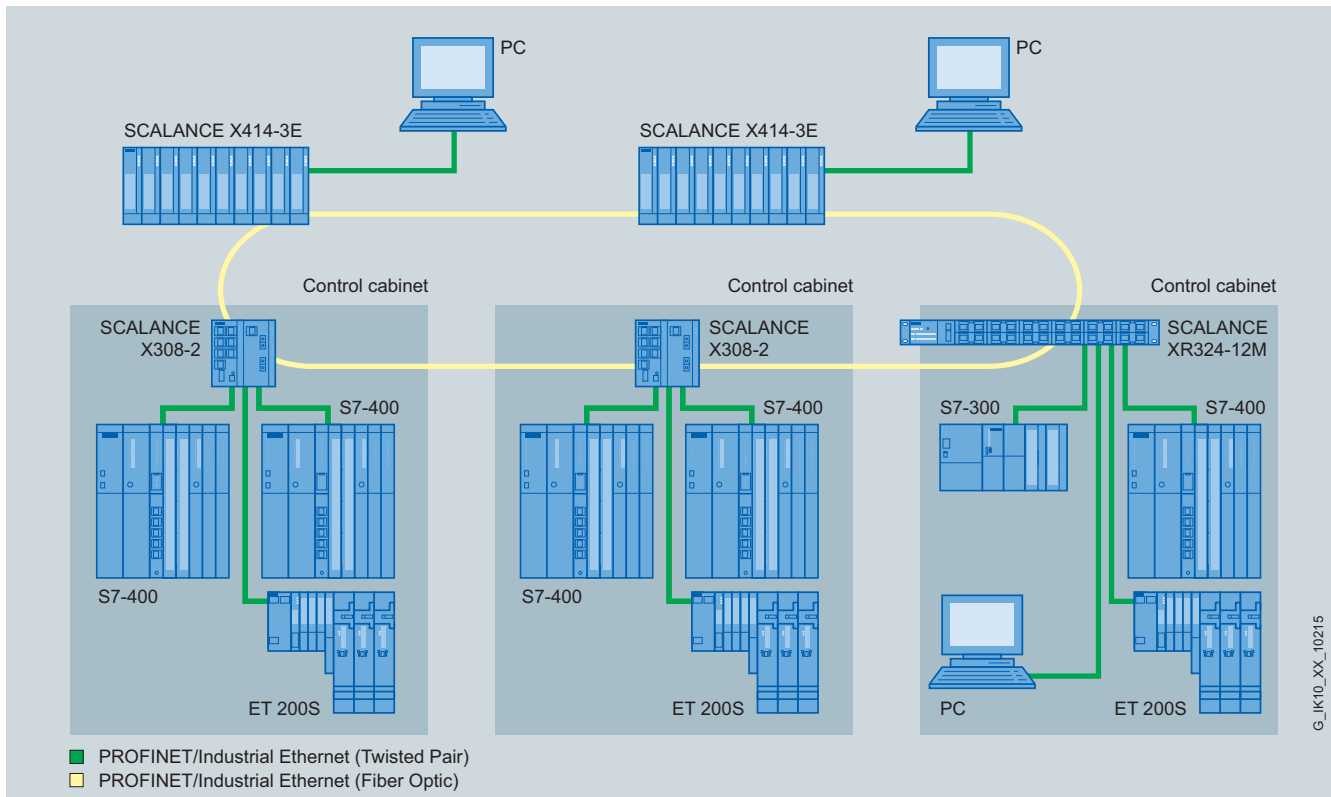 PC
PC
SCALANCE X414-3E
SCALANCE X414-3E
Control cabinet
Control cabinet
Control cabinet
SCALANCE
X308-2
SCALANCE
X308-2
SCALANCE
XR324-12M
S7-400
S7-400
S7-300
S7-400
S7-400
S7-400
ET 200S
ET 200S
PC
ET 200S
G_IK10_XX_10215
PROFINET/Industrial Ethernet (Twisted Pair)
PROFINET/Industrial Ethernet (Fiber Optic)